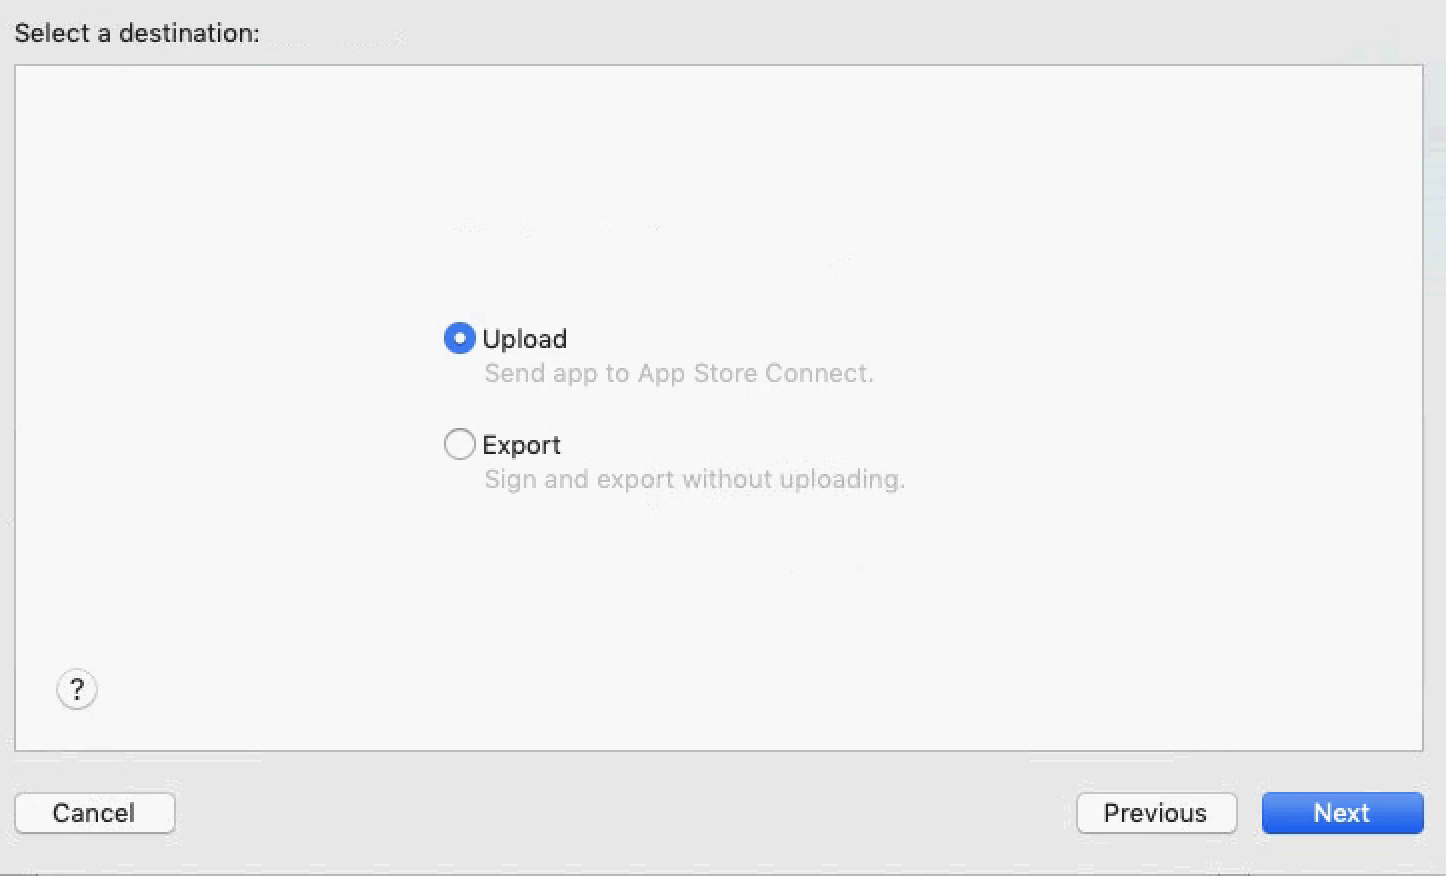 Select a destination:
Upload
Send app to App Store Connect.
Export
Sign and export without uploading.
?
Cancel
Previous
Next